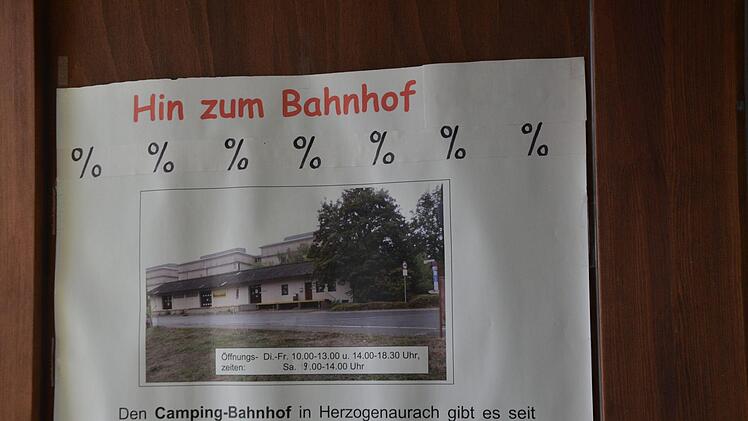 Hin zum Bahnhof
% % % % % % %
Öffnungs- Di.-Fr. 10.00-13.00 u. 14.00-18.30 Uhr,
zeiten: Sa. 9.00-14.00 Uhr
Den Camping-Bahnhof in Herzogenaurach gibt es seit